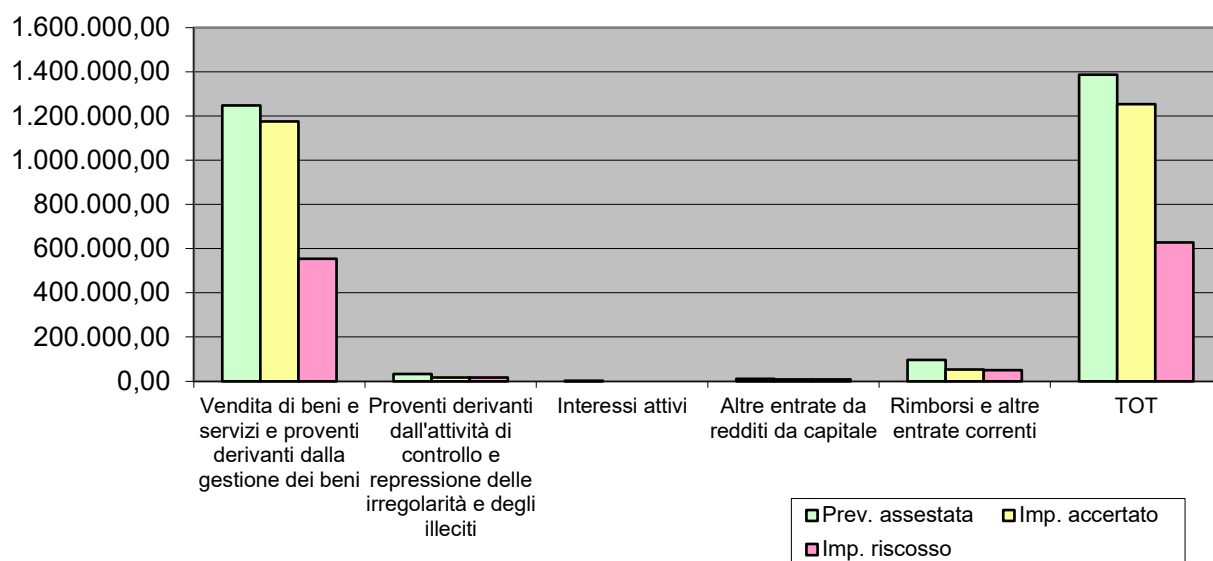 1.600.000,00
1.400.000,00
1.200.000,00
1.000.000,00
800.000,00
600.000,00
400.000,00
200.000,00
0,00
Vendita di beni e
servizi e proventi
derivanti dalla
gestione dei beni
Proventi derivanti
dall'attività di
controllo e
repressione delle
irregolarità e degli
illeciti
Interessi attivi
Altre entrate da
redditi da capitale
Rimborsi e altre
entrate correnti
TOT
Prev. assestata
Imp. accertato
Imp. riscosso